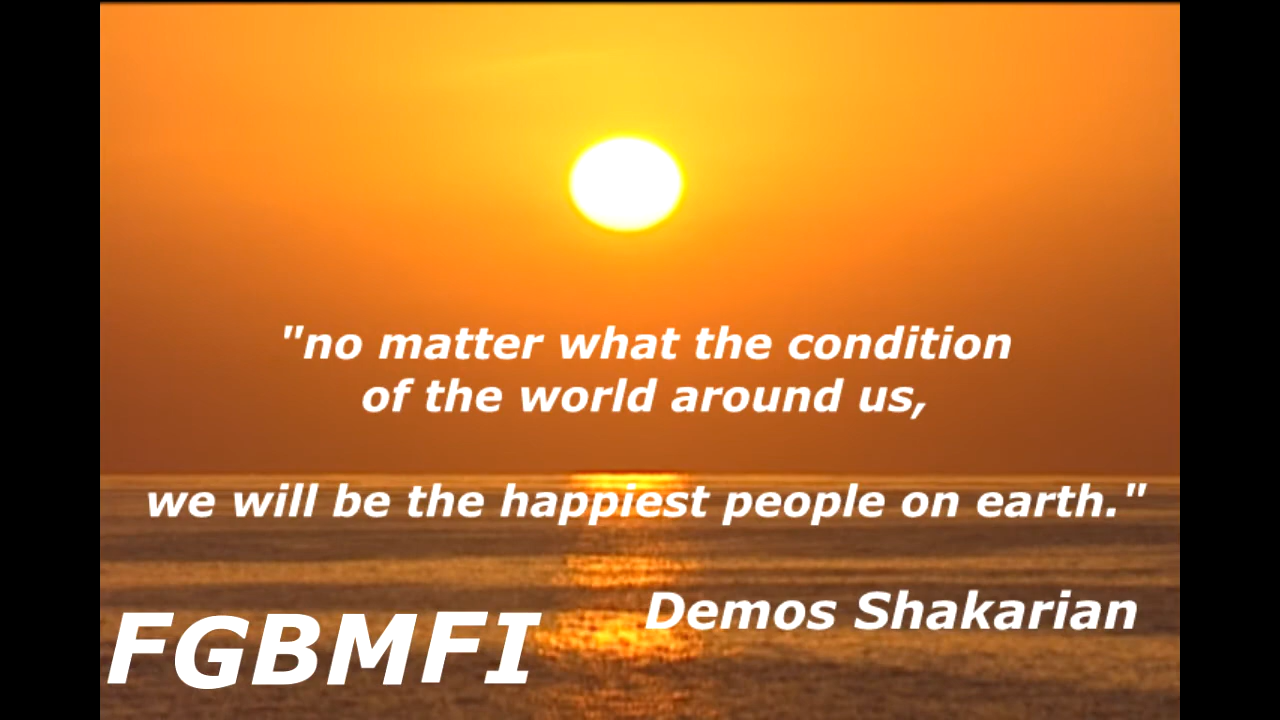 "no matter what the condition
of the world around us,
we will be the happiest people on earth."
Demos Shakarian
FGBMFI